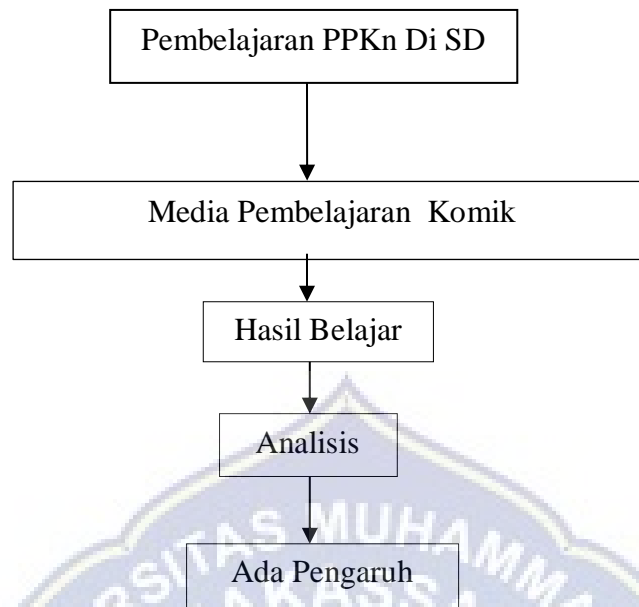 Pembelajaran PPKn Di SD
Media Pembelajaran Komik
Hasil Belajar
Analisis
Ada Pengaruh